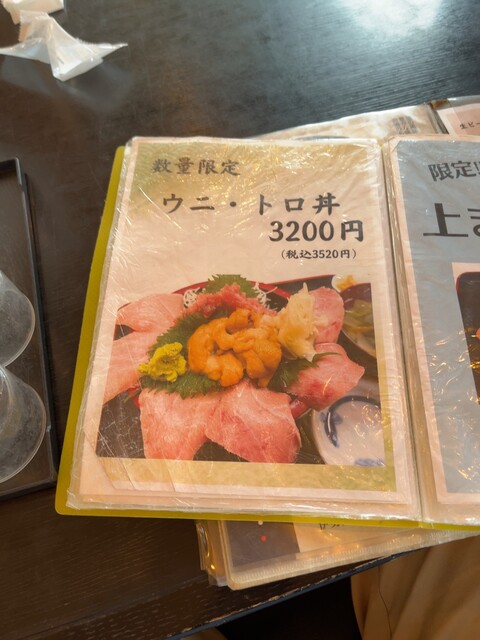 数量限定
ウニ・トロ丼
3200円
(税込3520円)
限定
上